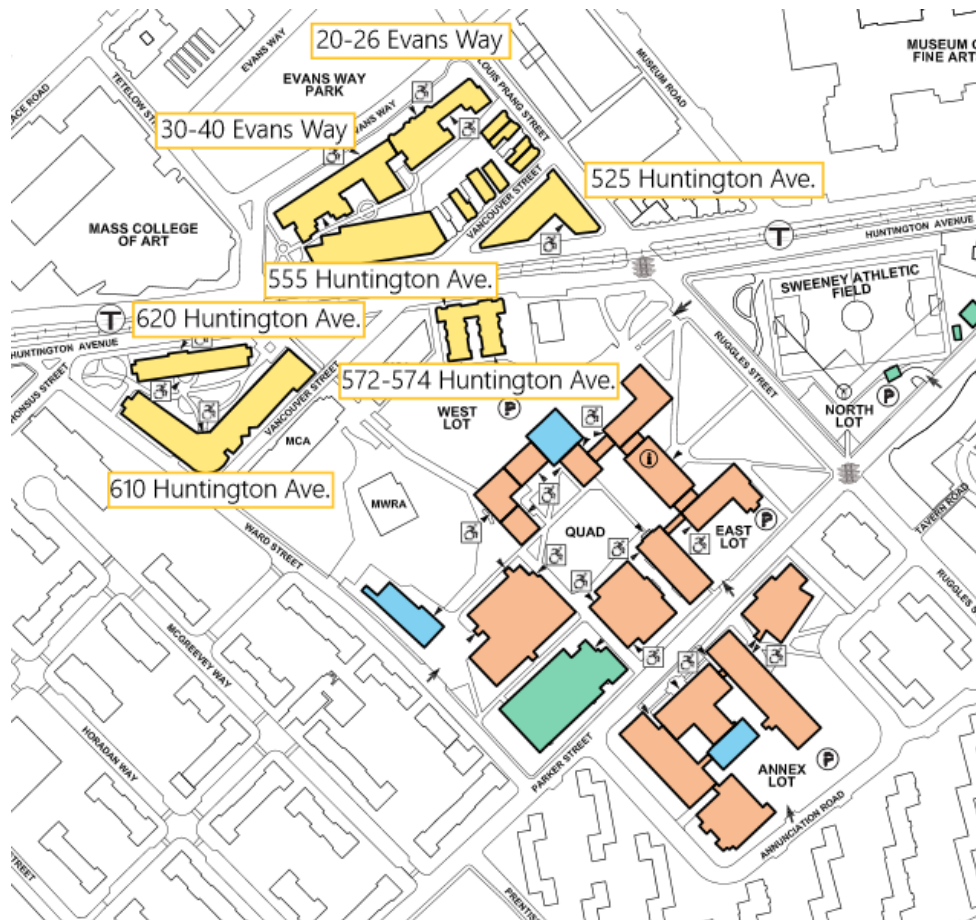 20-26 Evans Way
EVANS WAY
EVANS WAY
PARK
TETELOW
LOUIS PRANG STREET
MUSEUM ROAD
MUSEUM
FINE
ROAD
30-40 Evans Way
EVANS WAY
525 Huntington Ave.
VANCOUVER STREET
MASS COLLEGE
OF ART
T
HUNTINGTON AVENUE
555 Huntington Ave.
SWEENEY ATHLETIC
FIELD
T
620 Huntington Ave.
HUNTINGTON AVENUE
RUGGLES STREET
572-574 Huntington Ave.
VANCOUVER STREET
STREET
WEST
LOT
P
NORTH
LOT
P
MCA
610 Huntington Ave.
MWRA
WARD STREET
QUAD
EAST
LOT
P
TAVERN ROAD
RUGGLES
MCGREEVEY WAY
HORADAN WAY
PARKER STREET
ANNEX
LOT
P
ANNUNCIATION ROAD
STREET